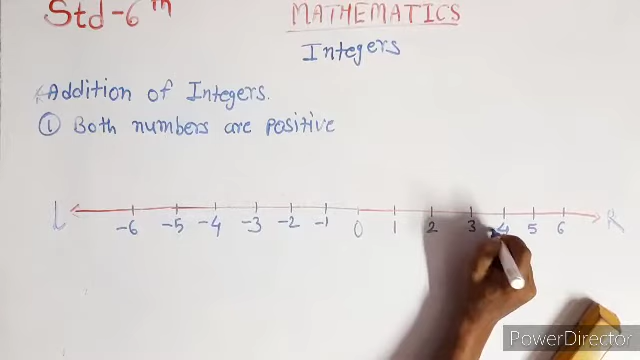 Std-6th
MATHEMATICS
Integers
Addition of Integers.
① Both numbers are positive
L -6 -5 -4 -3 -2 -1 0 1 2 3 4 5 6 R
PowerDirector